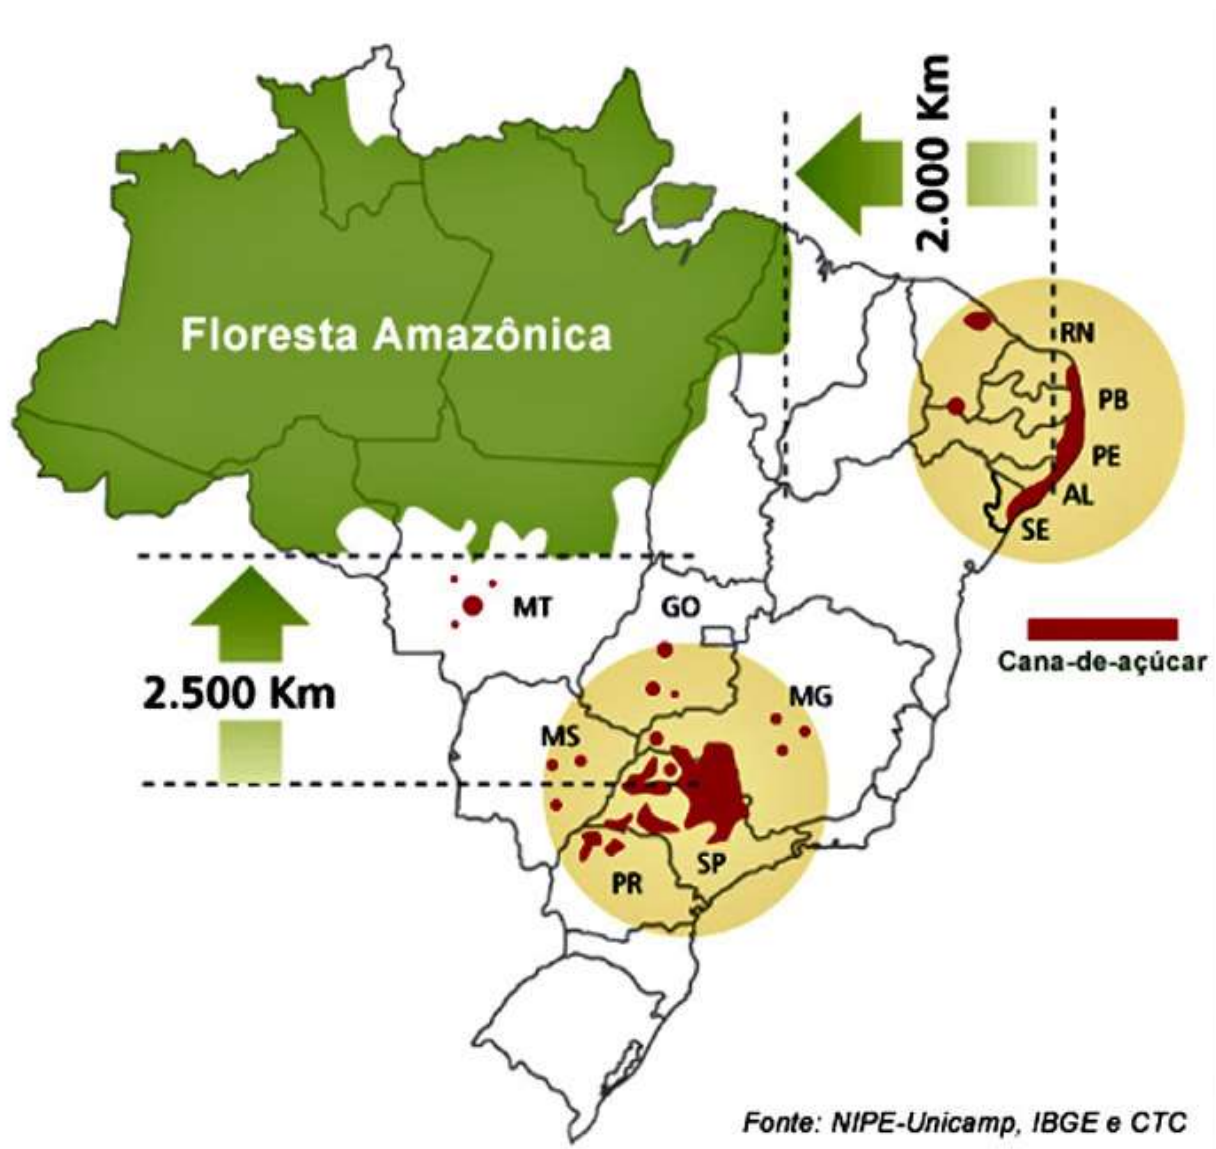 2.000 Km
Floresta Amazônica
RN
PB
PE
AL
SE
MT
GO
Cana-de-açúcar
2.500 Km
MG
MS
SP
PR
Fonte: NIPE-Unicamp, IBGE e CTC